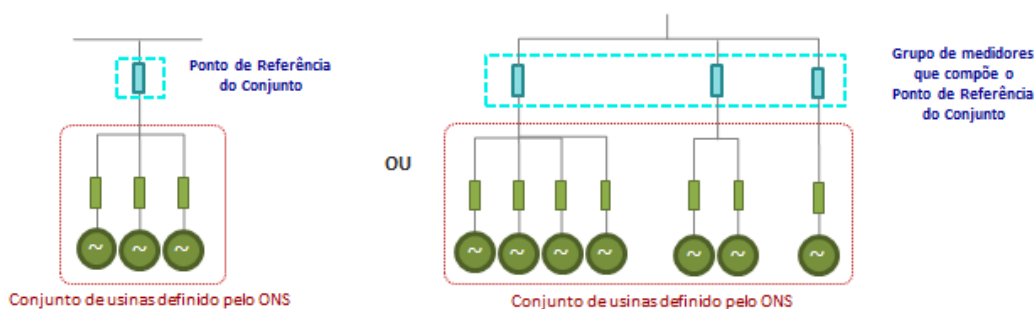 Ponto de Referência
do Conjunto
Grupo de medidores
que compõe o
Ponto de Referência
do Conjunto
OU
~ ~ ~
~ ~ ~ ~ ~ ~ ~
Conjunto de usinas definido pelo ONS
Conjunto de usinas definido pelo ONS